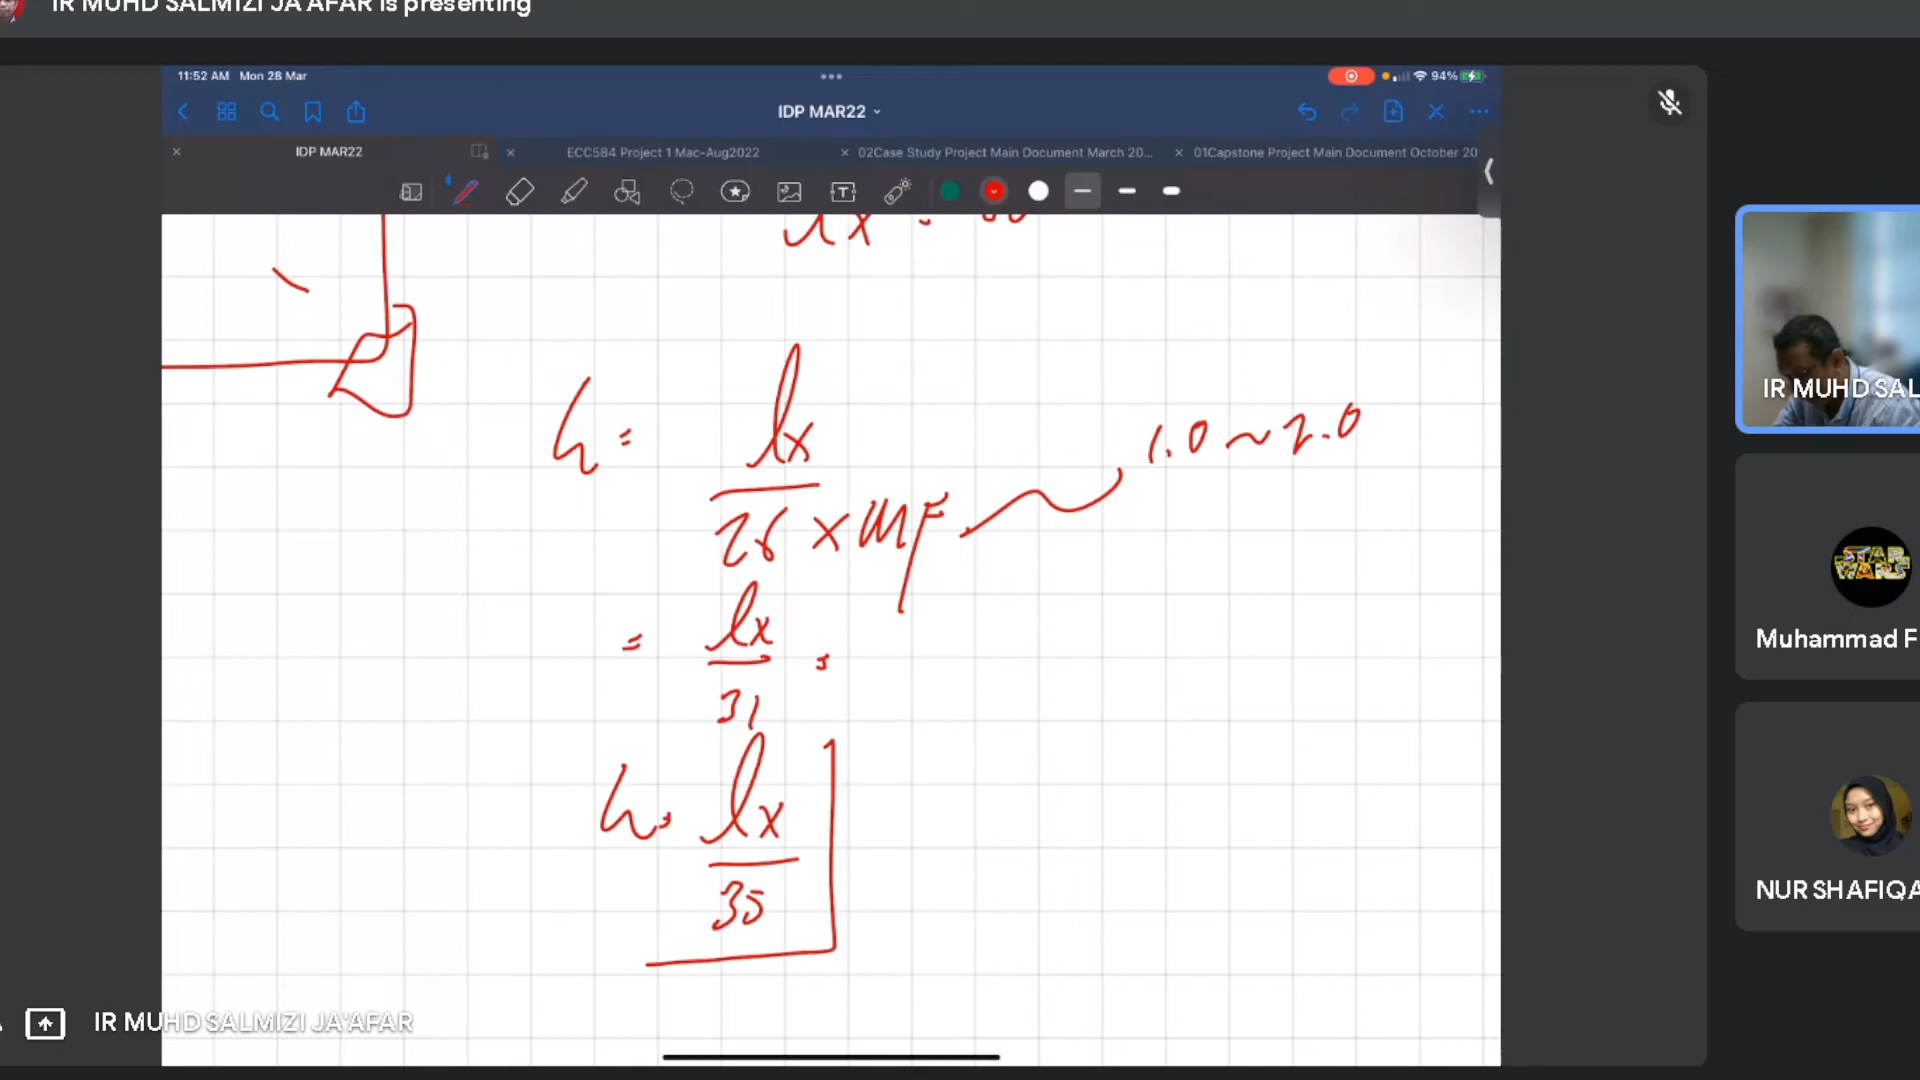 IR MUHD SALMIZI JA'AFAR is presenting
11:52 AM Mon 28 Mar
94%
IDP MAR22
IDP MAR22
ECC584 Project 1 Mac-Aug2022
02Case Study Project Main Document March 20...
01Capstone Project Main Document October 20
T
lx
h = lx
26 x MF
1.0 ~ 2.0
= lx
31
h = lx
35
IR MUHD SAL
STAR WARS
Muhammad F
NUR SHAFIQA
IR MUHD SALMIZI JA'AFAR